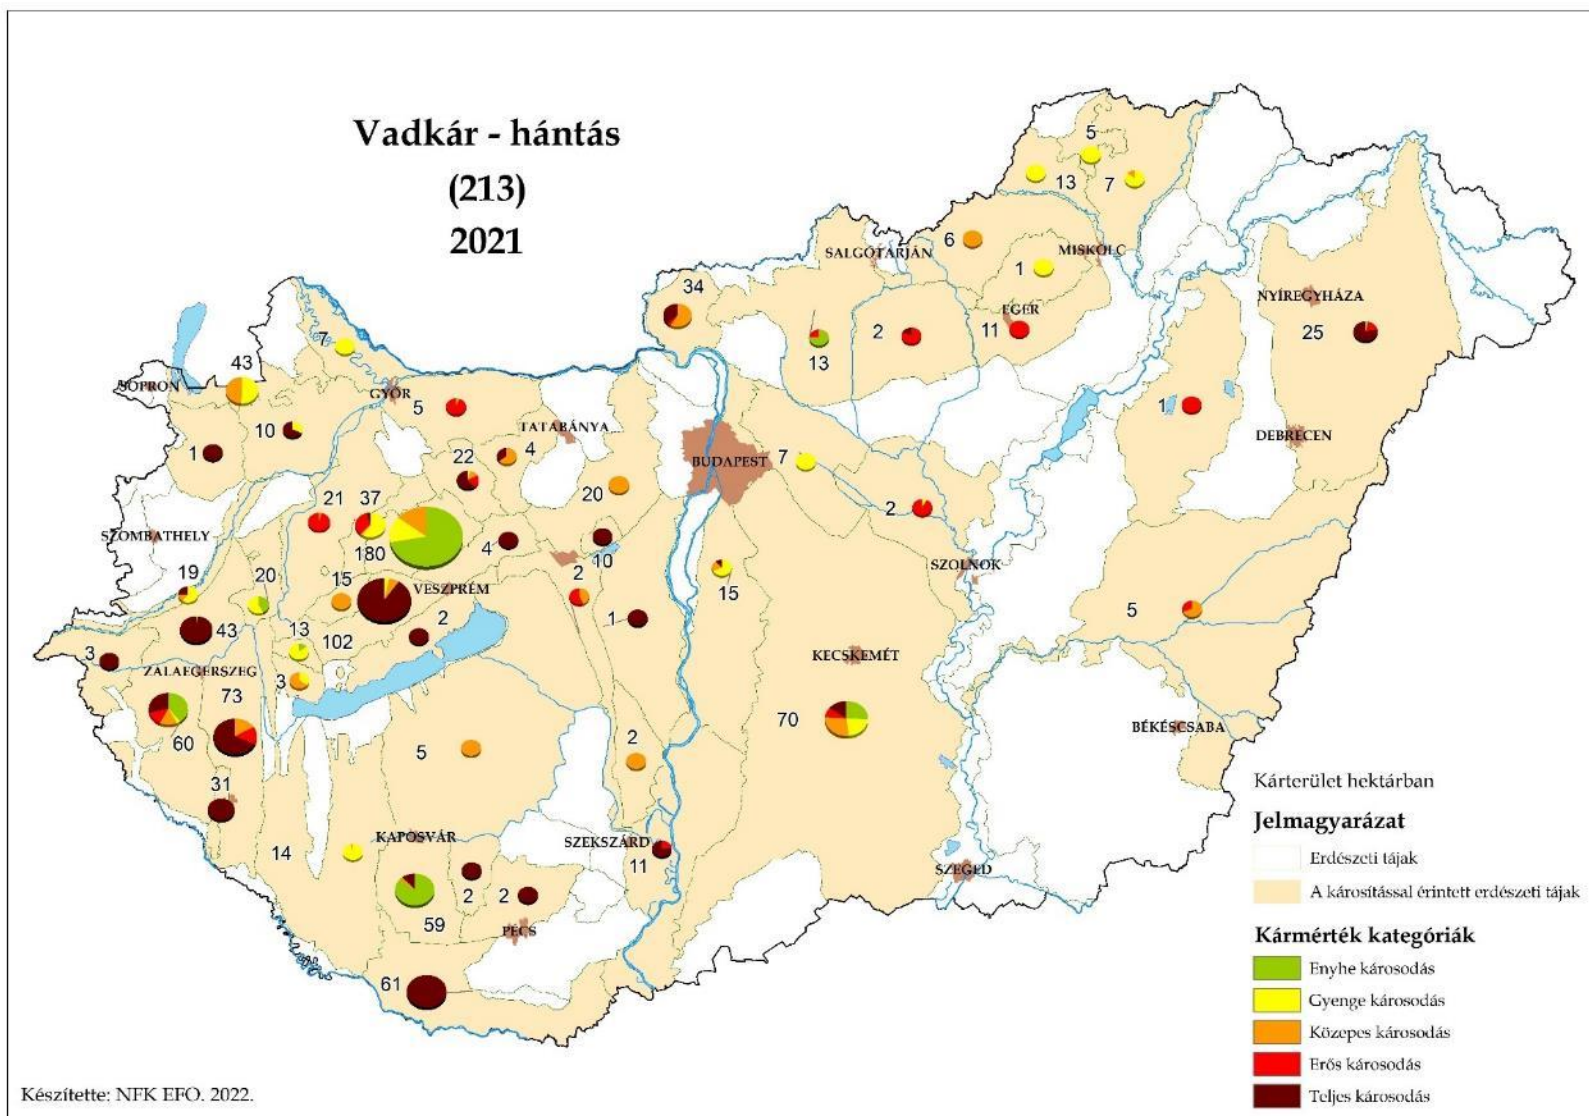 Vadkár - hántás
(213)
2021
5
13
7
6
SALGÓTARJÁN
MISKOLC
1
34
NYÍREGYHÁZA
EGER
2
11
25
13
7
43
SOPRON
GYŐR
5
1
10
TATABÁNYA
4
1
DEBRECEN
22
BUDAPEST
7
20
21
37
2
SZOMBATHELY
180
4
10
SZOLNOK
19
20
15
VESZPRÉM
2
15
43
13
102
2
1
5
3
ZALAEGERSZEG
3
KECSKEMÉT
73
60
5
2
70
BÉKÉSCSABA
31
14
KAPOSVÁR
SZEKSZÁRD
11
SZEGED
2
2
59
PÉCS
61
Kárterület hektárban
Jelmagyarázat
Erdészeti tájak
A károsítással érintett erdészeti tájak
Kármérték kategóriák
Enyhe károsodás
Gyenge károsodás
Közepes károsodás
Erős károsodás
Teljes károsodás
Készítette: NFK EFO. 2022.